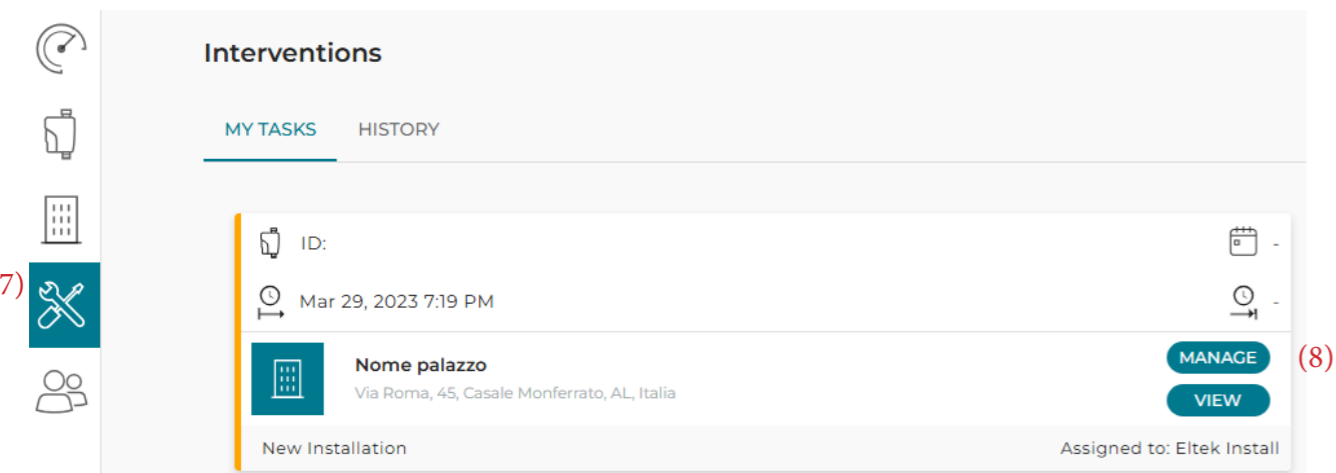 Interventions
MY TASKS HISTORY
ID: -
7)
Mar 29, 2023 7:19 PM -
Nome palazzo
MANAGE (8)
Via Roma, 45, Casale Monferrato, AL, Italia
VIEW
New Installation Assigned to: Eltek Install